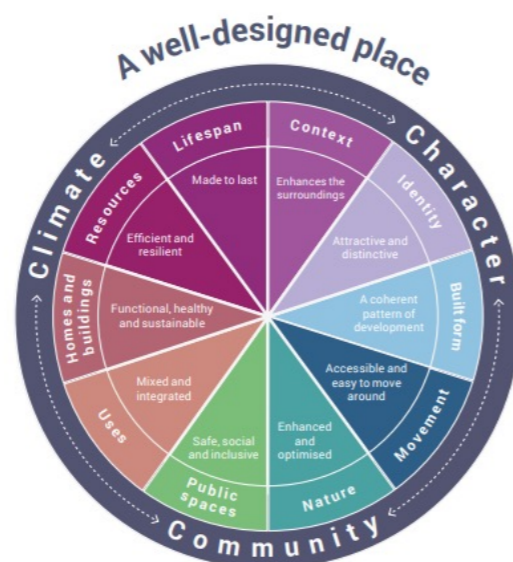 A well-designed place
Climate
Character
Community
Context
Enhances the
surroundings
Identity
Attractive and
distinctive
Built form
A coherent
pattern of
development
Movement
Accessible and
easy to move
around
Nature
Enhanced
and
optimised
Public
spaces
Safe, social
and inclusive
Uses
Mixed and
integrated
Homes and
buildings
Functional, healthy
and sustainable
Resources
Efficient and
resilient
Lifespan
Made to last